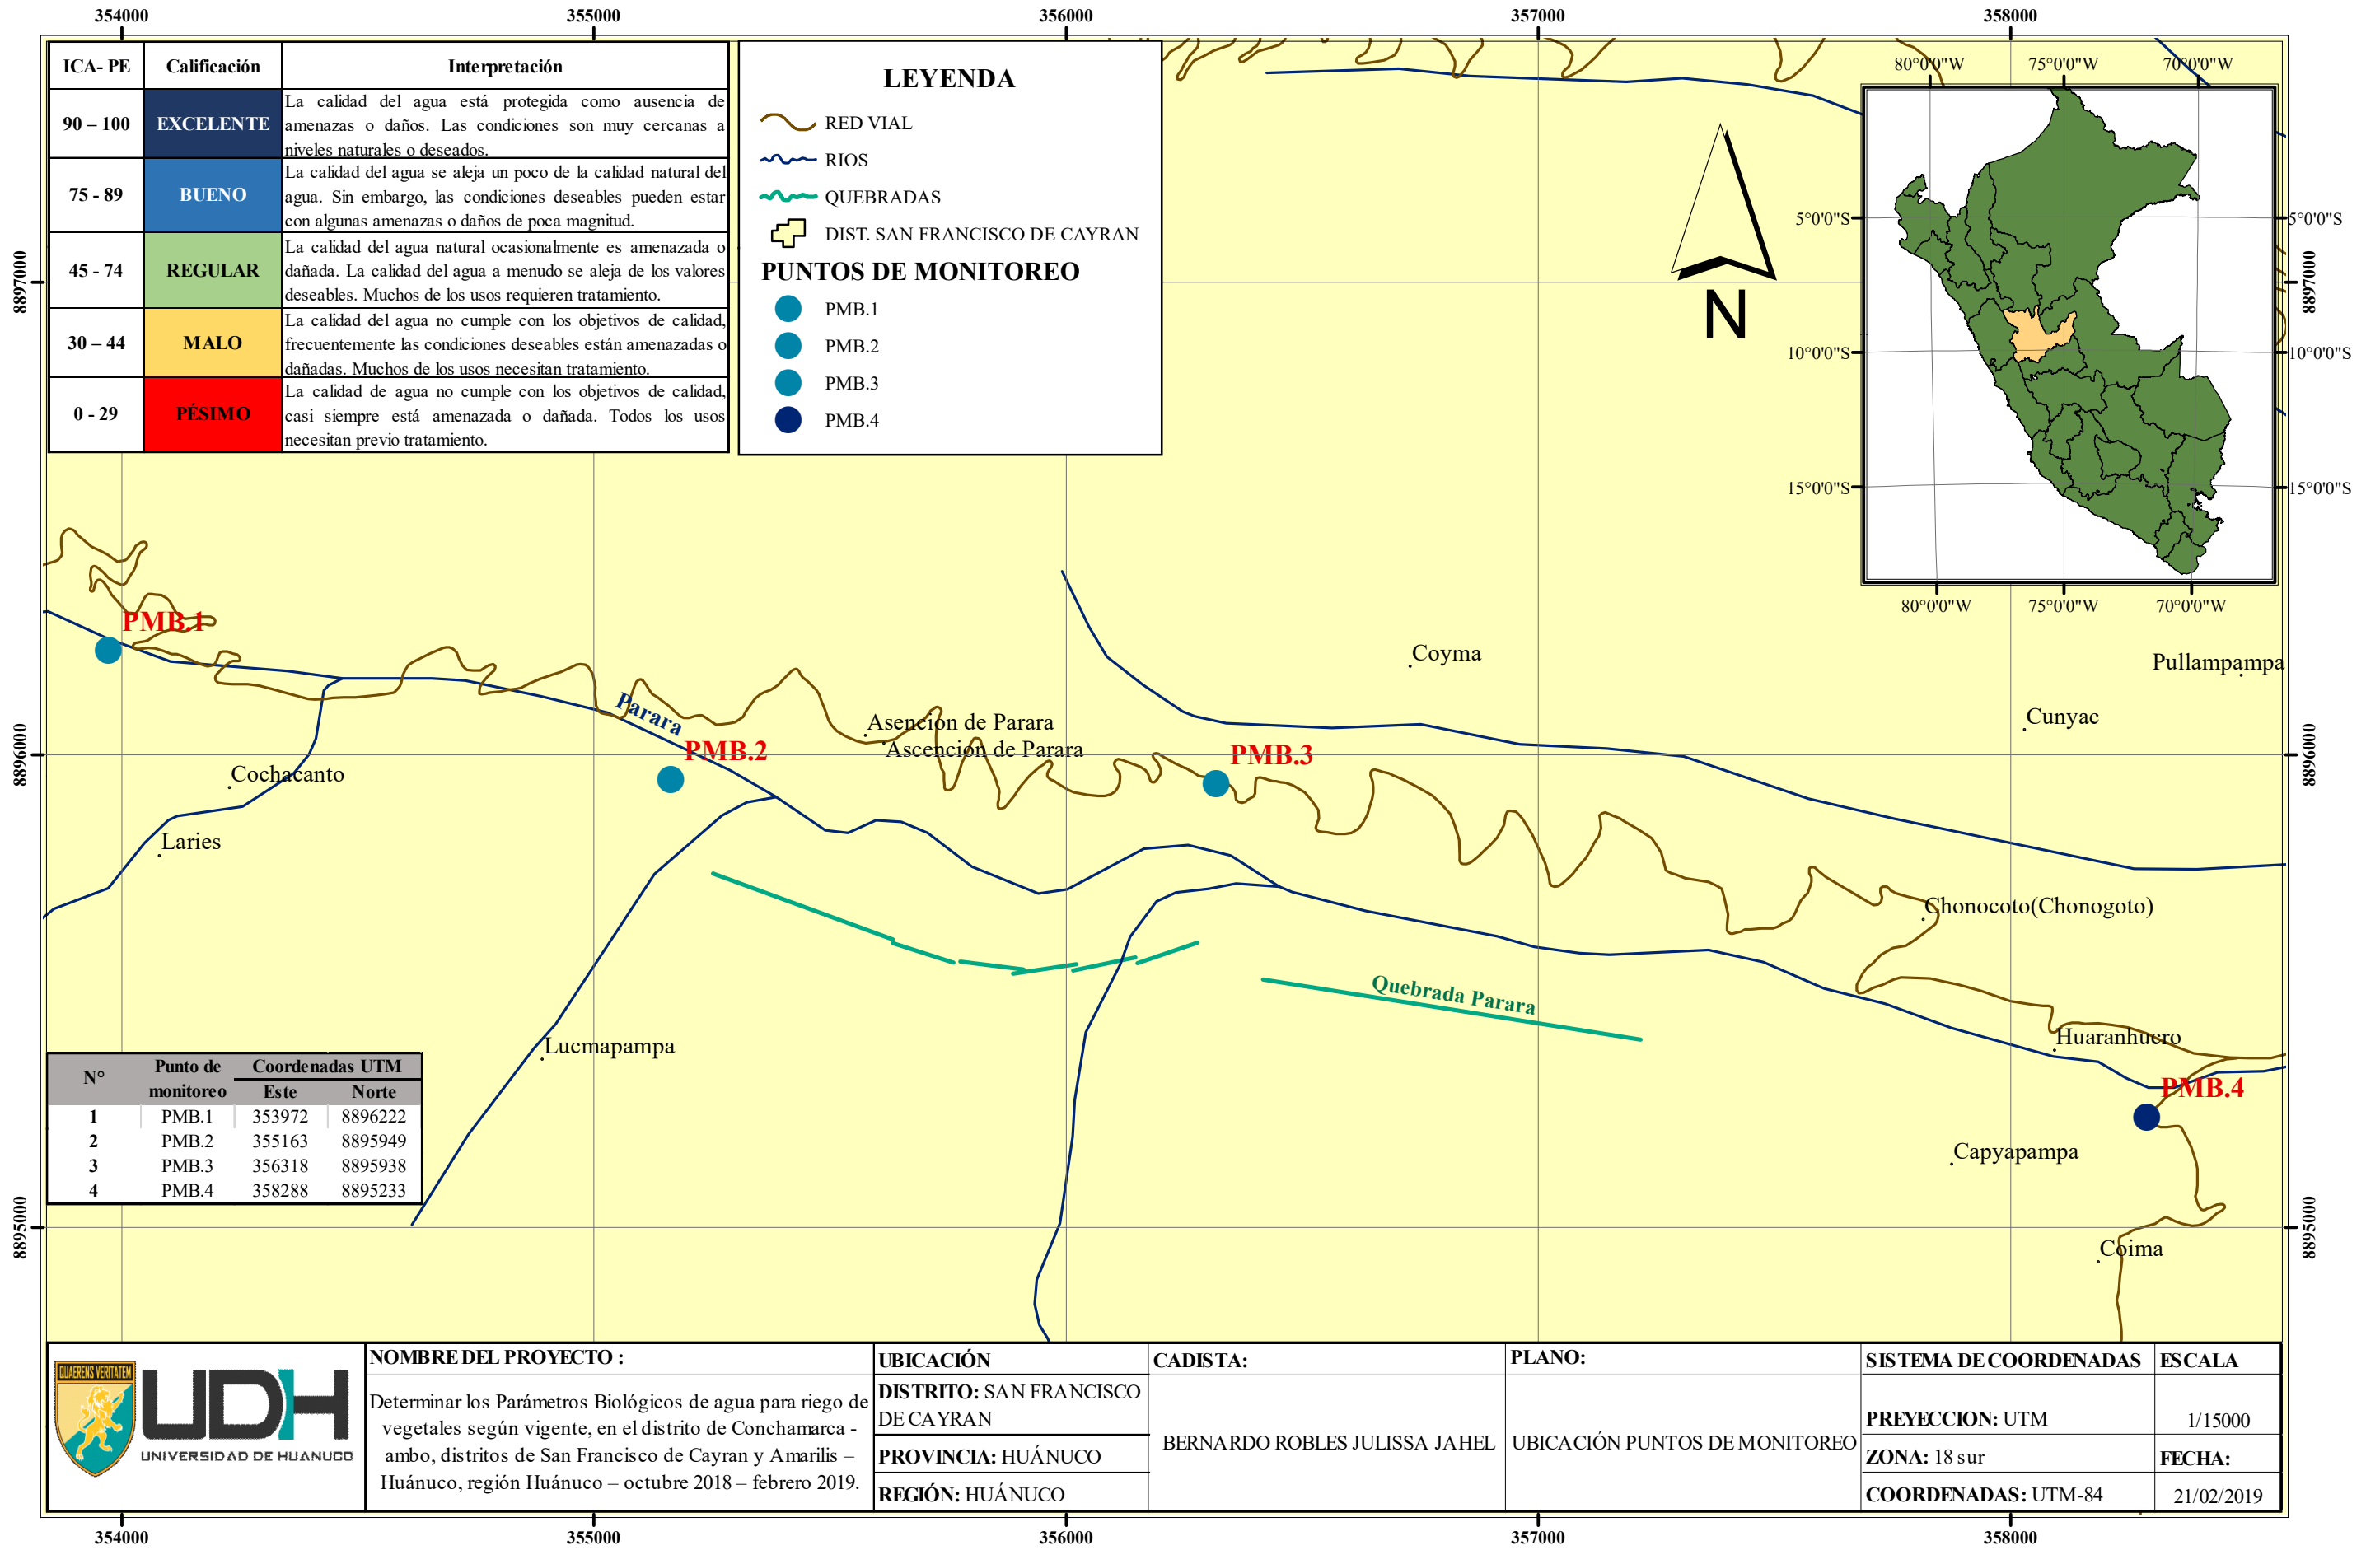 354000 355000 356000 357000 358000
ICA- PE Calificación Interpretación
90 – 100 EXCELENTE La calidad del agua está protegida como ausencia de
amenazas o daños. Las condiciones son muy cercanas a
niveles naturales o deseados.
75 - 89 BUENO La calidad del agua se aleja un poco de la calidad natural del
agua. Sin embargo, las condiciones deseables pueden estar
con algunas amenazas o daños de poca magnitud.
45 - 74 REGULAR La calidad del agua natural ocasionalmente es amenazada o
dañada. La calidad del agua a menudo se aleja de los valores
deseables. Muchos de los usos requieren tratamiento.
30 – 44 MALO La calidad del agua no cumple con los objetivos de calidad,
frecuentemente las condiciones deseables están amenazadas o
dañadas. Muchos de los usos necesitan tratamiento.
0 - 29 PÉSIMO La calidad de agua no cumple con los objetivos de calidad,
casi siempre está amenazada o dañada. Todos los usos
necesitan previo tratamiento.
LEYENDA
RED VIAL
RIOS
QUEBRADAS
DIST. SAN FRANCISCO DE CAYRAN
PUNTOS DE MONITOREO
PMB.1
PMB.2
PMB.3
PMB.4
N
80°0'0"W 75°0'0"W 70°0'0"W
5°0'0"S 5°0'0"S
10°0'0"S 10°0'0"S
15°0'0"S 15°0'0"S
80°0'0"W 75°0'0"W 70°0'0"W
8897000 8897000
PMB.1
Coyma
Pullampampa
Parara
Asención de Parara
Cunyac
PMB.2
Ascención de Parara
PMB.3
8896000 8896000
Cochacanto
Laries
Chonocoto(Chonogoto)
Quebrada Parara
Lucmapampa
Huaranhucro
PMB.4
Capyapampa
Coima
8895000 8895000
N° Punto de monitoreo Coordenadas UTM
Este Norte
1 PMB.1 353972 8896222
2 PMB.2 355163 8895949
3 PMB.3 356318 8895938
4 PMB.4 358288 8895233
QUAERENS VERITATEM
UDH
UNIVERSIDAD DE HUANUCO
NOMBRE DEL PROYECTO :
Determinar los Parámetros Biológicos de agua para riego de
vegetales según vigente, en el distrito de Conchamarca -
ambo, distritos de San Francisco de Cayran y Amarilis –
Huánuco, región Huánuco – octubre 2018 – febrero 2019.
UBICACIÓN
DISTRITO: SAN FRANCISCO
DE CAYRAN
PROVINCIA: HUÁNUCO
REGIÓN: HUÁNUCO
CADISTA:
BERNARDO ROBLES JULISSA JAHEL
PLANO:
UBICACIÓN PUNTOS DE MONITOREO
SISTEMA DE COORDENADAS
PREYECCION: UTM
ZONA: 18 sur
COORDENADAS: UTM-84
ESCALA
1/15000
FECHA:
21/02/2019
354000 355000 356000 357000 358000